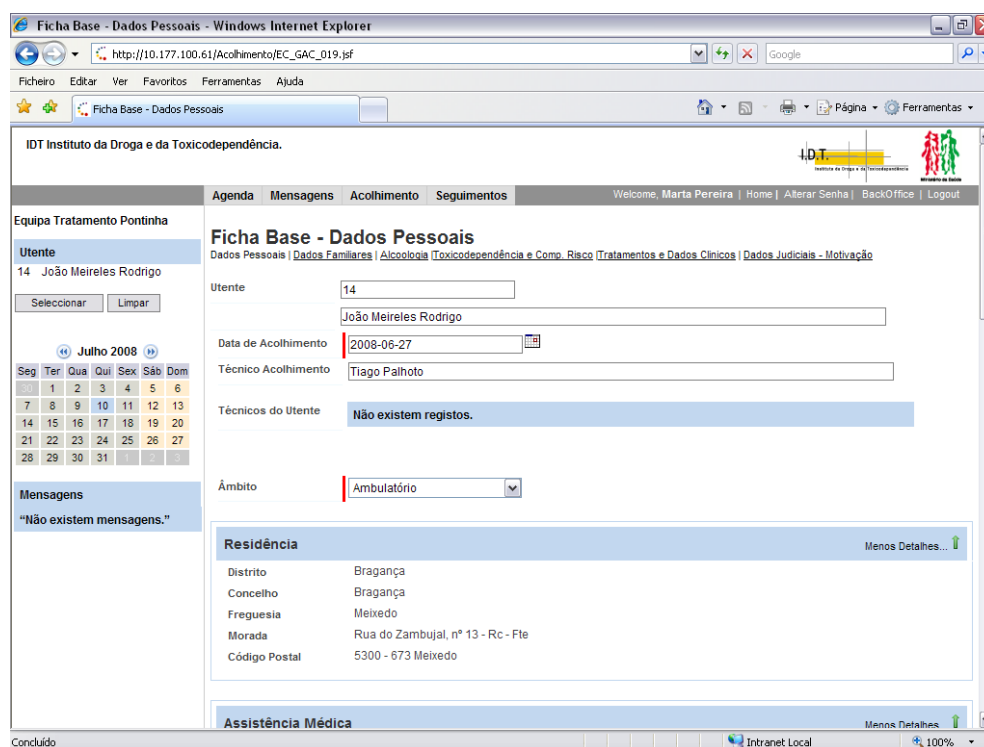 Ficha Base - Dados Pessoais - Windows Internet Explorer
http://10.177.100.61/Acolhimento/EC_GAC_019.jsf
Google
Ficheiro Editar Ver Favoritos Ferramentas Ajuda
Ficha Base - Dados Pessoais
Página Ferramentas
IDT Instituto da Droga e da Toxicodependência.
I.D.T.
Instituto da Droga e da Toxicodependência
Ministério da Saúde
Agenda Mensagens Acolhimento Seguimentos
Welcome, Marta Pereira | Home | Alterar Senha | BackOffice | Logout
Equipa Tratamento Pontinha
Utente
14 João Meireles Rodrigo
Seleccionar Limpar
Julho 2008
Seg Ter Qua Qui Sex Sáb Dom
30 1 2 3 4 5 6
7 8 9 10 11 12 13
14 15 16 17 18 19 20
21 22 23 24 25 26 27
28 29 30 31 1 2 3
Mensagens
“Não existem mensagens.”
Ficha Base - Dados Pessoais
Dados Pessoais | Dados Familiares | Alcoologia |Toxicodependência e Comp. Risco |Tratamentos e Dados Clinicos | Dados Judiciais - Motivação
Utente
14
João Meireles Rodrigo
Data de Acolhimento
2008-06-27
Técnico Acolhimento
Tiago Palhoto
Técnicos do Utente
Não existem registos.
Âmbito
Ambulatório
Residência
Menos Detalhes...
Distrito Bragança
Concelho Bragança
Freguesia Meixedo
Morada Rua do Zambujal, nº 13 - Rc - Fte
Código Postal 5300 - 673 Meixedo
Assistência Médica
Menos Detalhes
Concluído
Intranet Local
100%